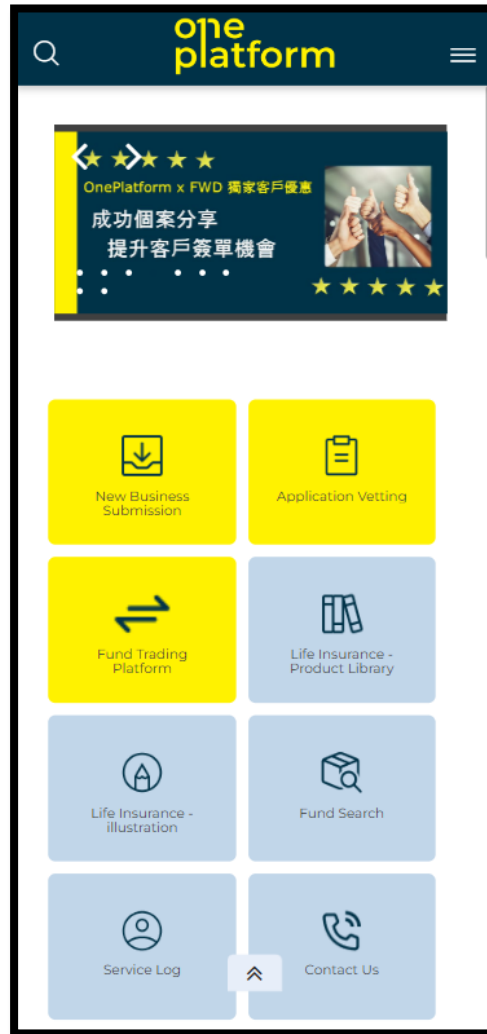 one
platform
OnePlatform x FWD 獨家客戶優惠
成功個案分享
提升客戶簽單機會
New Business
Submission
Application Vetting
Fund Trading
Platform
Life Insurance -
Product Library
Life Insurance -
illustration
Fund Search
Service Log
Contact Us